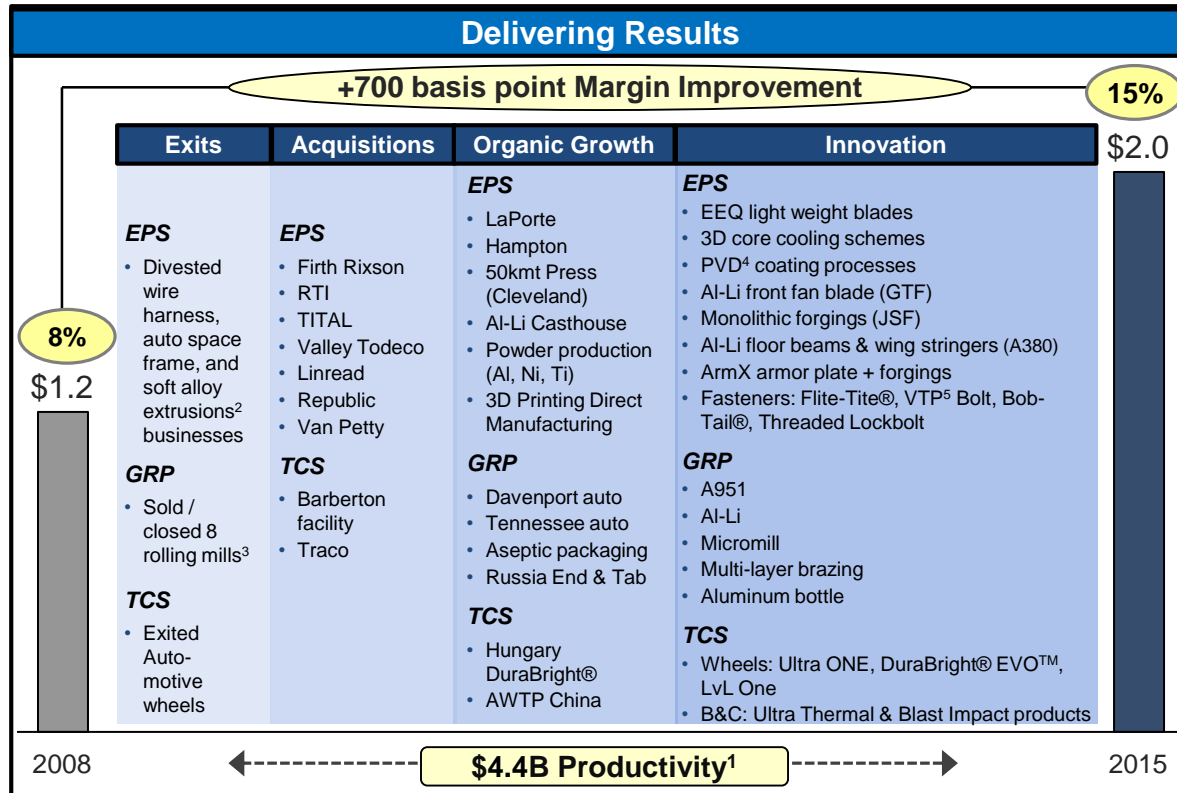 Delivering Results
+700 basis point Margin Improvement
15%
$2.0
8%
$1.2
Exits
EPS
• Divested
wire
harness,
auto space
frame, and
soft alloy
extrusions²
businesses
GRP
• Sold /
closed 8
rolling mills³
TCS
• Exited
Auto-
motive
wheels
Acquisitions
EPS
• Firth Rixson
• RTI
• TITAL
• Valley Todeco
• Linread
• Republic
• Van Petty
TCS
• Barberton
facility
• Traco
Organic Growth
EPS
• LaPorte
• Hampton
• 50kmt Press
(Cleveland)
• Al-Li Casthouse
• Powder production
(Al, Ni, Ti)
• 3D Printing Direct
Manufacturing
GRP
• Davenport auto
• Tennessee auto
• Aseptic packaging
• Russia End & Tab
TCS
• Hungary
DuraBright®
• AWTP China
Innovation
EPS
• EEQ light weight blades
• 3D core cooling schemes
• PVD⁴ coating processes
• Al-Li front fan blade (GTF)
• Monolithic forgings (JSF)
• Al-Li floor beams & wing stringers (A380)
• ArmX armor plate + forgings
• Fasteners: Flite-Tite®, VTP⁵ Bolt, Bob-
Tail®, Threaded Lockbolt
GRP
• A951
• Al-Li
• Micromill
• Multi-layer brazing
• Aluminum bottle
TCS
• Wheels: Ultra ONE, DuraBright® EVO™,
LvL One
• B&C: Ultra Thermal & Blast Impact products
2008
$4.4B Productivity¹
2015